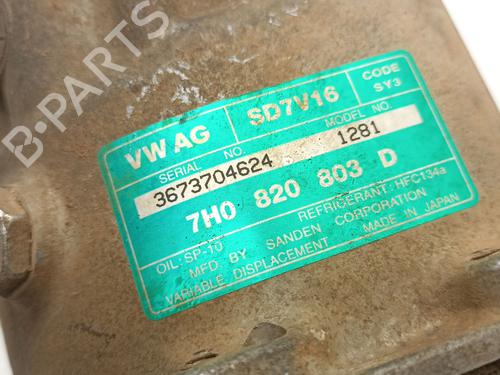 B-PARTS
VW AG
SD7V16
CODE
SY3
SERIAL NO.
MODEL NO.
3673704624
1281
7H0 820 803 D
OIL:SP-10
REFRIGERANT:HFC134a
MFD BY SANDEN CORPORATION
VARIABLE DISPLACEMENT MADE IN JAPAN